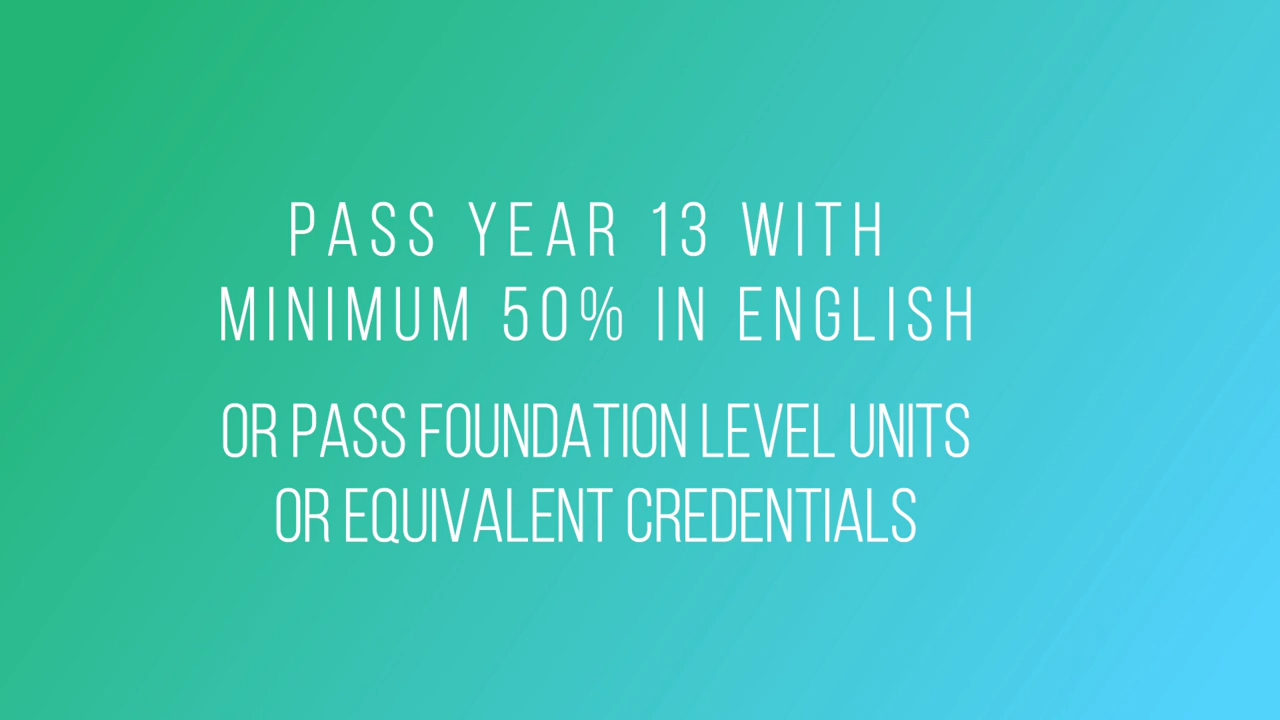 PASS YEAR 13 WITH
MINIMUM 50% IN ENGLISH
OR PASS FOUNDATION LEVEL UNITS
OR EQUIVALENT CREDENTIALS